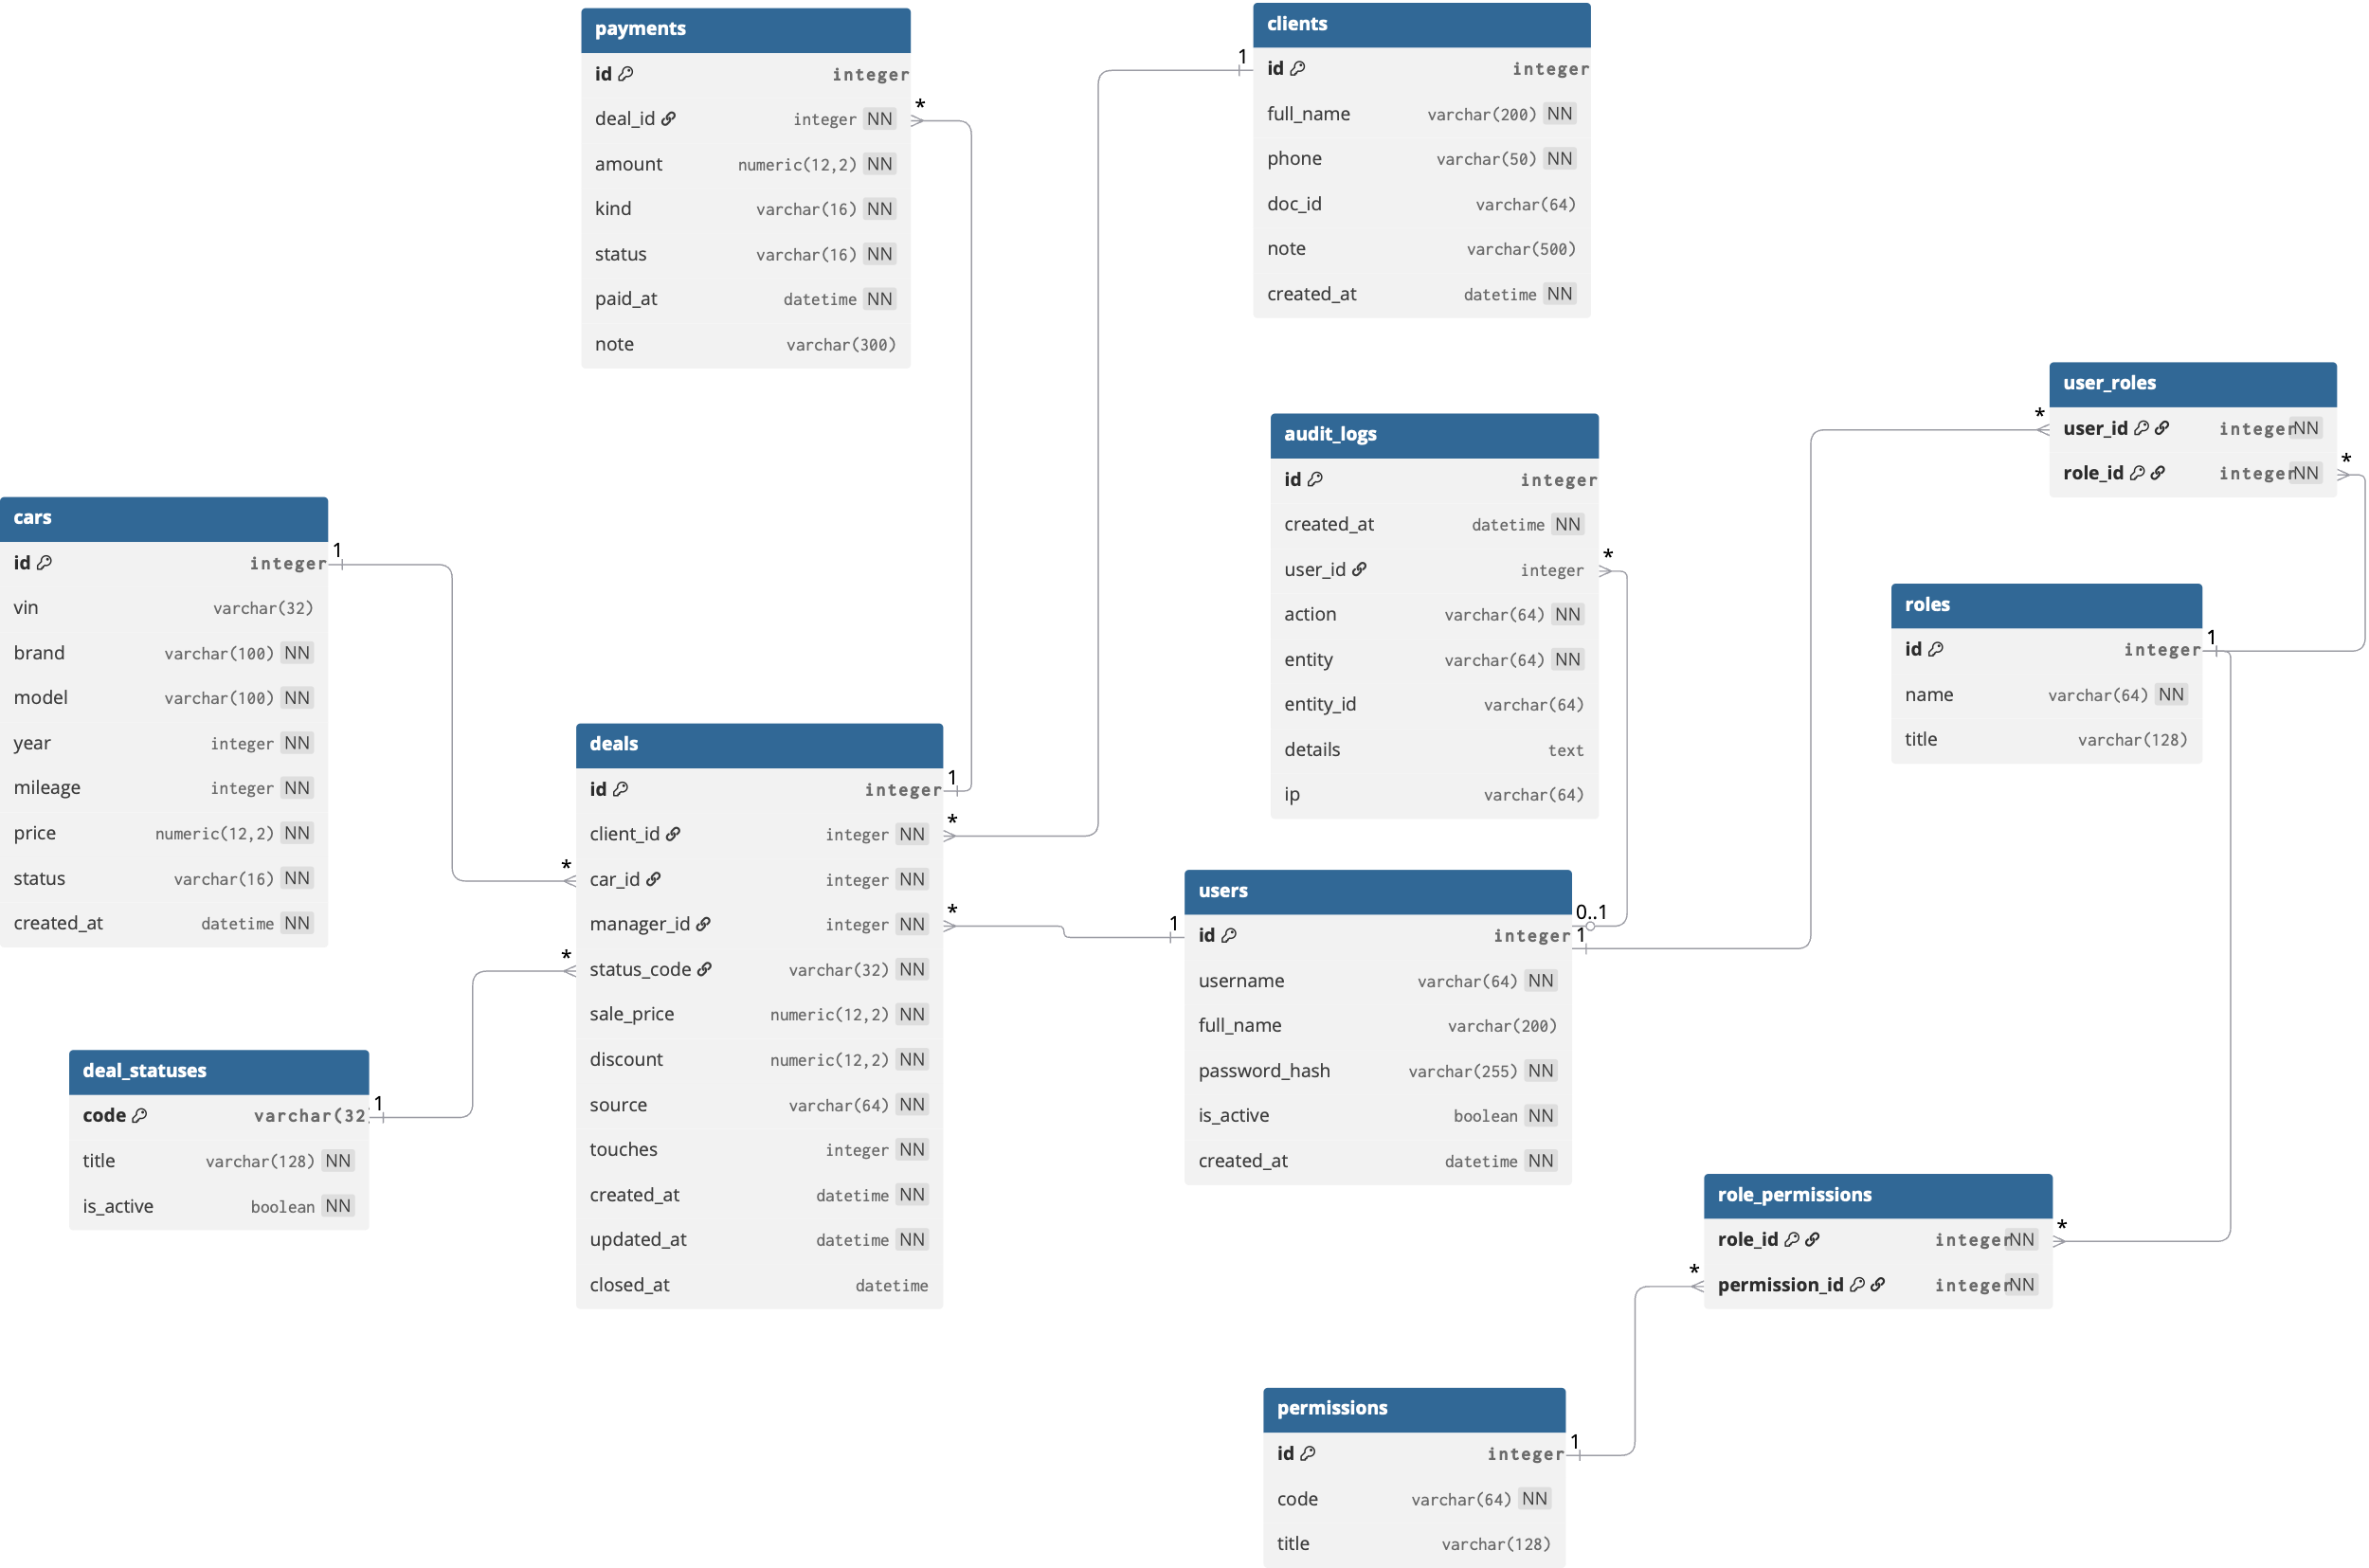 payments
id integer
deal_id integer NN
amount numeric(12,2) NN
kind varchar(16) NN
status varchar(16) NN
paid_at datetime NN
note varchar(300)
*
clients
1
id integer
full_name varchar(200) NN
phone varchar(50) NN
doc_id varchar(64)
note varchar(500)
created_at datetime NN
user_roles
*
user_id integer NN
role_id integer NN
*
audit_logs
id integer
created_at datetime NN
user_id integer
*
action varchar(64) NN
entity varchar(64) NN
entity_id varchar(64)
details text
ip varchar(64)
cars
id integer
1
vin varchar(32)
brand varchar(100) NN
model varchar(100) NN
year integer NN
mileage integer NN
price numeric(12,2) NN
status varchar(16) NN
created_at datetime NN
roles
id integer
1
name varchar(64) NN
title varchar(128)
deals
id integer
1
client_id integer NN
*
*
car_id integer NN
manager_id integer NN
*
*
status_code varchar(32) NN
sale_price numeric(12,2) NN
discount numeric(12,2) NN
source varchar(64) NN
touches integer NN
created_at datetime NN
updated_at datetime NN
closed_at datetime
users
1
0..1
id integer
1
username varchar(64) NN
full_name varchar(200)
password_hash varchar(255) NN
is_active boolean NN
created_at datetime NN
deal_statuses
code varchar(32
1
title varchar(128) NN
is_active boolean NN
role_permissions
role_id integer NN
*
*
permission_id integer NN
permissions
id integer
1
code varchar(64) NN
title varchar(128)